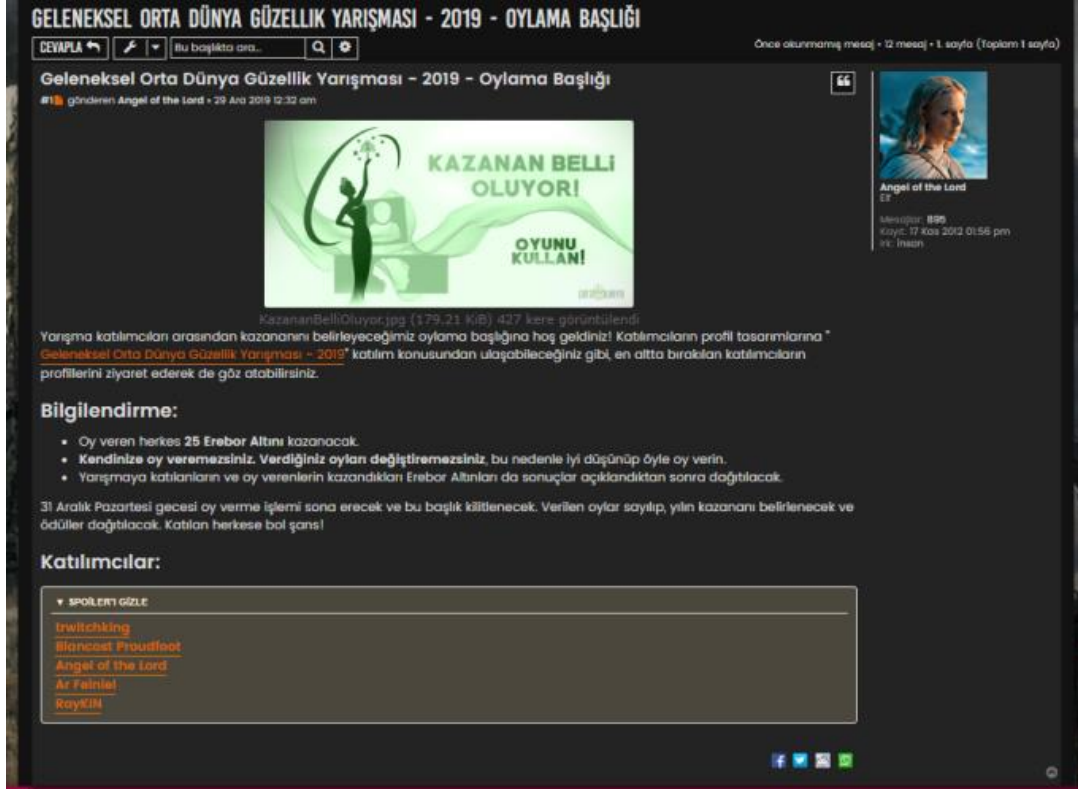 GELENEKSEL ORTA DÜNYA GÜZELLIK YARIŞMASI - 2019 - OYLAMA BAŞLIĞI
CEVAPLA
Bu başlıkta ara...
Önce okunmamış mesaj • 12 mesaj • 1. sayfa (Toplam 1 sayfa)
Geleneksel Orta Dünya Güzellik Yarışması - 2019 - Oylama Başlığı
#1 gönderen Angel of the Lord » 29 Ara 2019 12:32 am
KAZANAN BELLİ
OLUYOR!
OYUNU
KULLAN!
Angel of the Lord
Elf
Mesajlar: 895
Kayıt: 17 Kas 2012 01:56 pm
Irk: İnsan
KazananBelliOluyor.jpg (179.21 KiB) 427 kere görüntülendi
Yarışma katılımcıları arasından kazananını belirleyeceğimiz oylama başlığına hoş geldiniz! Katılımcıların profil tasarımlarına "
Geleneksel Orta Dünya Güzellik Yarışması - 2019" katılım konusundan ulaşabileceğiniz gibi, en altta bırakılan katılımcıların
profillerini ziyaret ederek de göz atabilirsiniz.
Bilgilendirme:
• Oy veren herkes 25 Erebor Altını kazanacak.
• Kendinize oy veremezsiniz. Verdiğiniz oyları değiştiremezsiniz, bu nedenle iyi düşünüp öyle oy verin.
• Yarışmaya katılanların ve oy verenlerin kazandıkları Erebor Altınları da sonuçlar açıklandıktan sonra dağıtılacak.
31 Aralık Pazartesi gecesi oy verme işlemi sona erecek ve bu başlık kilitlenecek. Verilen oylar sayılıp, yılın kazananı belirlenecek ve
ödüller dağıtılacak. Katılan herkese bol şans!
Katılımcılar:
▼ SPOİLER'I GİZLE
trwitchking
Blancost Proudfoot
Angel of the Lord
Ar Feiniel
RayKIN